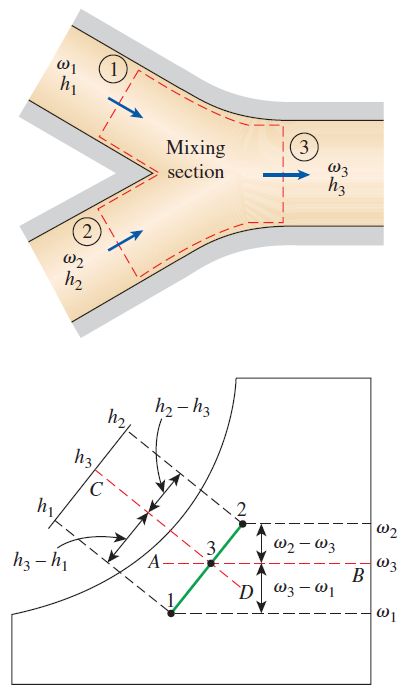 ω1
h1
1
Mixing
section
3
ω3
h3
2
ω2
h2
h2
h2 – h3
h3
C
h1
2
ω2
ω2 – ω3
3
h3 – h1
A
B
ω3
D
ω3 – ω1
1
ω1